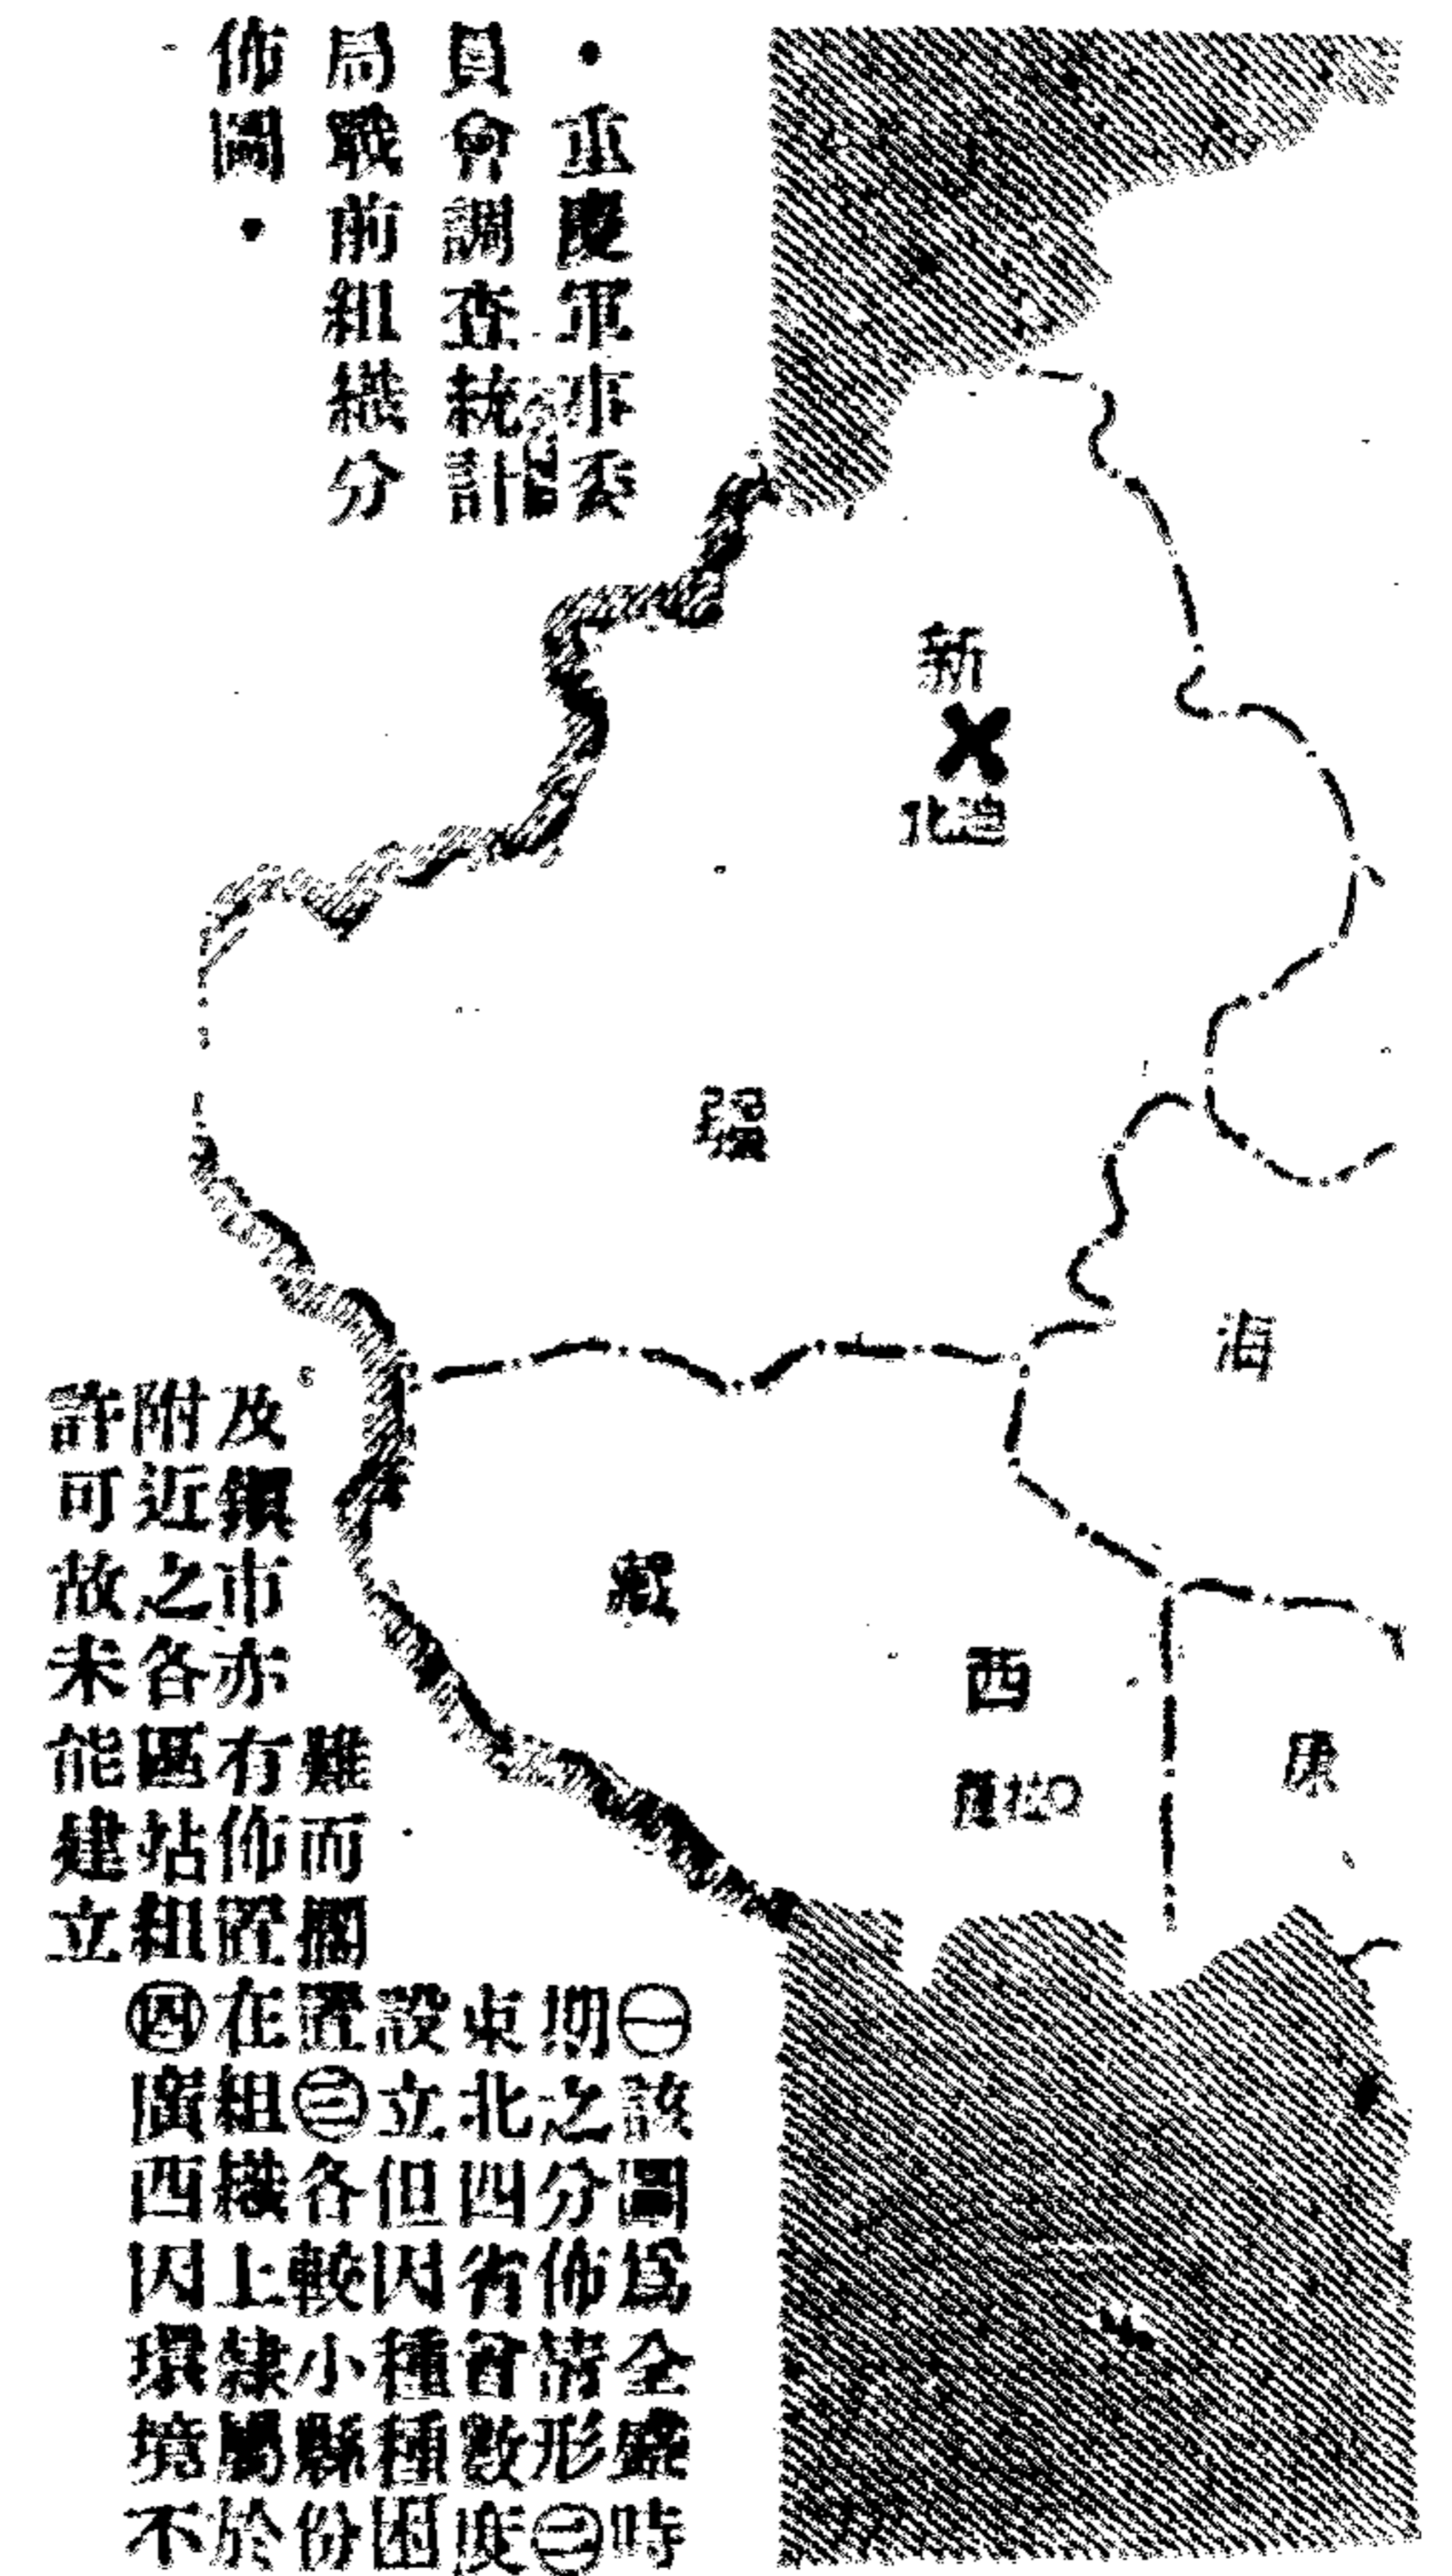 ・重慶軍事委
員會調查統計
局戰前組織分
佈圖・
新
迪化
疆
海
藏
西
拉薩
康
㊀該圖爲全盛時
期之分佈情形㊁
東北四省曾數度
設立但因種種困
難而擱置㊂各較小縣份
及鎭市亦有佈置在組織上隸屬於
附近之各區站組㊃廣西因環境不
許可故未能建立